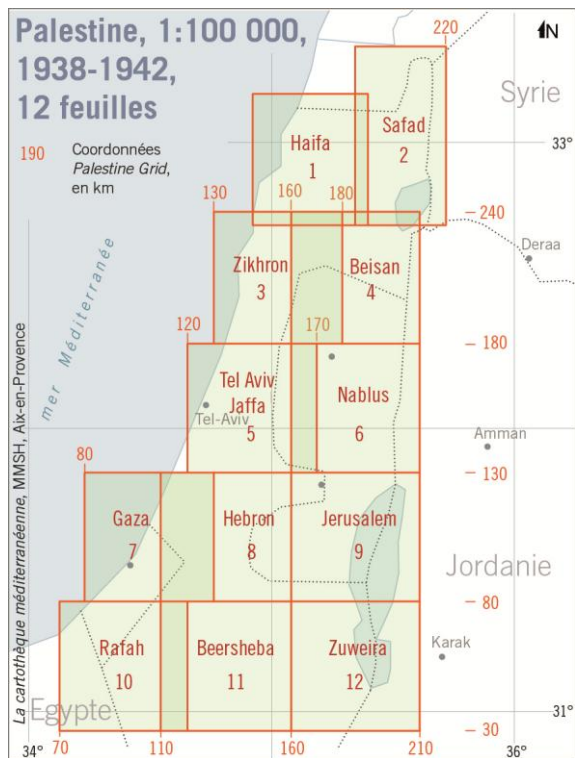 Palestine, 1:100 000,
1938-1942,
12 feuilles
220
N
Syrie
190
Coordonnées
Palestine Grid,
en km
33°
Haifa
1
Safad
2
130
160
180
240
Deraa
Zikhron
3
Beisan
4
mer Méditerranée
120
170
180
Tel Aviv
Jaffa
5
Tel-Aviv
Nablus
6
Amman
80
130
Gaza
7
Hebron
8
Jerusalem
9
Jordanie
80
Rafah
10
Beersheba
11
Zuweira
12
Karak
Egypte
31°
30
34°
70
110
160
210
36°
La cartothèque méditerranéenne, MMSH, Aix-en-Provence